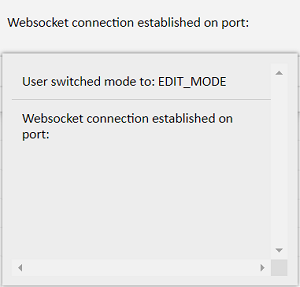 Websocket connection established on port:
User switched mode to: EDIT_MODE
Websocket connection established on
port: